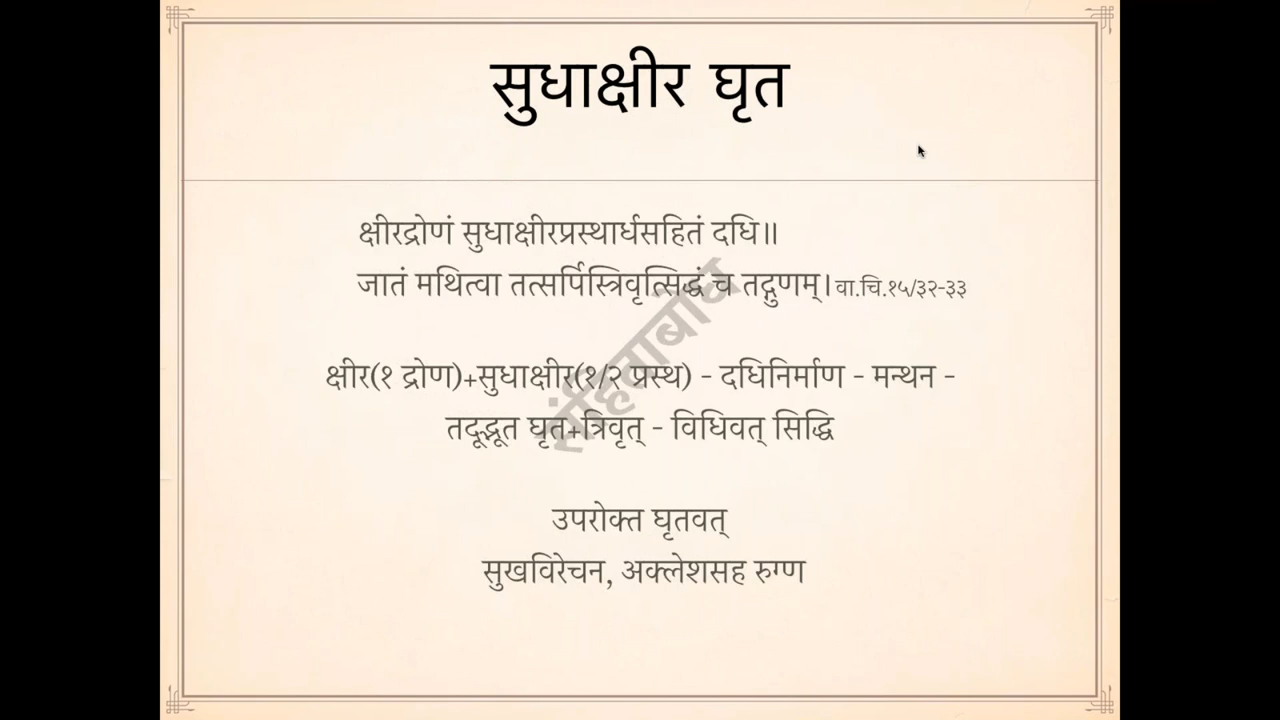 सुधाक्षीर घृत
क्षीरद्रोणं सुधाक्षीरप्रस्थार्धसहितं दधि॥
जातं मथित्वा तत्सर्पिस्त्रिवृत्सिद्धं च तद्गुणम्।वा.चि.१५/३२-३३
क्षीर(१ द्रोण)+सुधाक्षीर(१/२ प्रस्थ) - दधिनिर्माण - मन्थन -
तदूद्भूत घृत+त्रिवृत् - विधिवत् सिद्धि
उपरोक्त घृतवत्
सुखविरेचन, अक्लेशसह रुग्ण
संहिताबोध